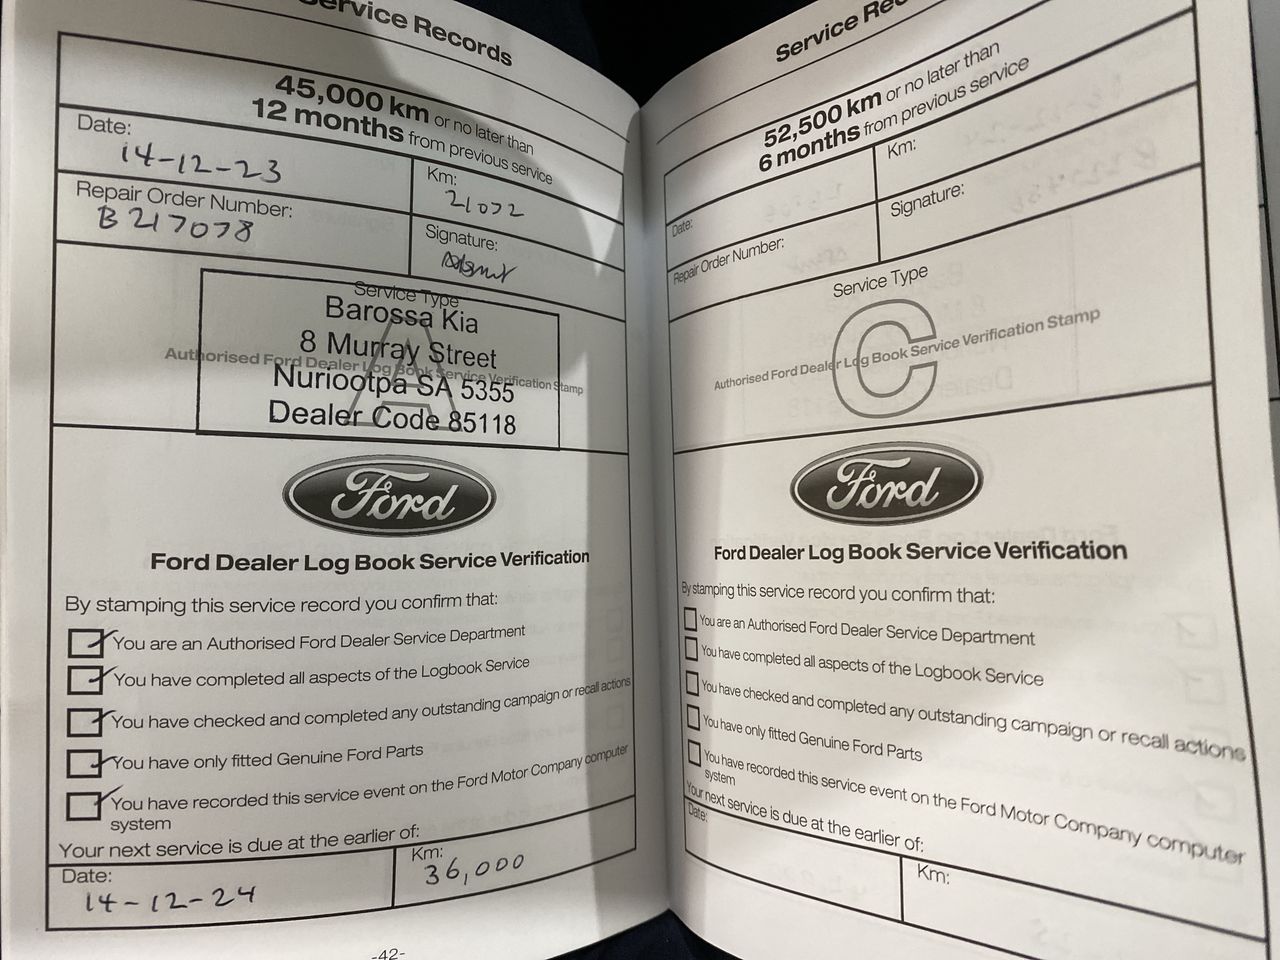 Service Records
45,000 km or no later than
12 months from previous service
Date:
14-12-23
Km:
21072
Repair Order Number:
B217078
Signature:
Service Type
A
Authorised Ford Dealer Log Book Service Verification Stamp
Barossa Kia
8 Murray Street
Nuriootpa SA 5355
Dealer Code 85118
Ford
Ford Dealer Log Book Service Verification
By stamping this service record you confirm that:
You are an Authorised Ford Dealer Service Department
You have completed all aspects of the Logbook Service
You have checked and completed any outstanding campaign or recall actions
You have only fitted Genuine Ford Parts
You have recorded this service event on the Ford Motor Company computer
system
Your next service is due at the earlier of:
Date:
14-12-24
Km:
36,000
-42-
Service Rec
52,500 km or no later than
6 months from previous service
Date:
Km:
Repair Order Number:
Signature:
Service Type
C
Authorised Ford Dealer Log Book Service Verification Stamp
Ford
Ford Dealer Log Book Service Verification
By stamping this service record you confirm that:
You are an Authorised Ford Dealer Service Department
You have completed all aspects of the Logbook Service
You have checked and completed any outstanding campaign or recall actions
You have only fitted Genuine Ford Parts
You have recorded this service event on the Ford Motor Company computer
system
Your next service is due at the earlier of:
Date:
Km: